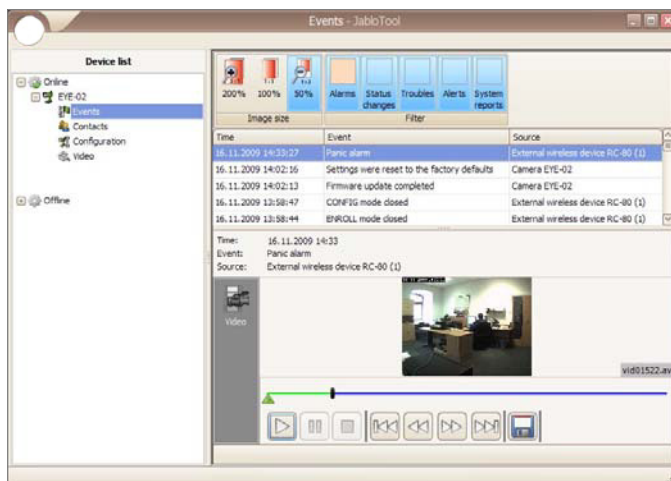 Events - JabloTool
Device list
Online
EYE-02
Events
Contacts
Configuration
Video
Offline
200% 100% 50% Alarms Status changes Troubles Alerts System reports
Image size Filter
Time Event Source
16.11.2009 14:33:27 Panic alarm External wireless device RC-80 (1)
16.11.2009 14:02:16 Settings were reset to the factory defaults Camera EYE-02
16.11.2009 14:02:13 Firmware update completed Camera EYE-02
16.11.2009 13:58:47 CONFIG mode closed External wireless device RC-80 (1)
16.11.2009 13:58:44 ENROLL mode closed External wireless device RC-80 (1)
Time: 16.11.2009 14:33
Event: Panic alarm
Source: External wireless device RC-80 (1)
Video
vid01522.av